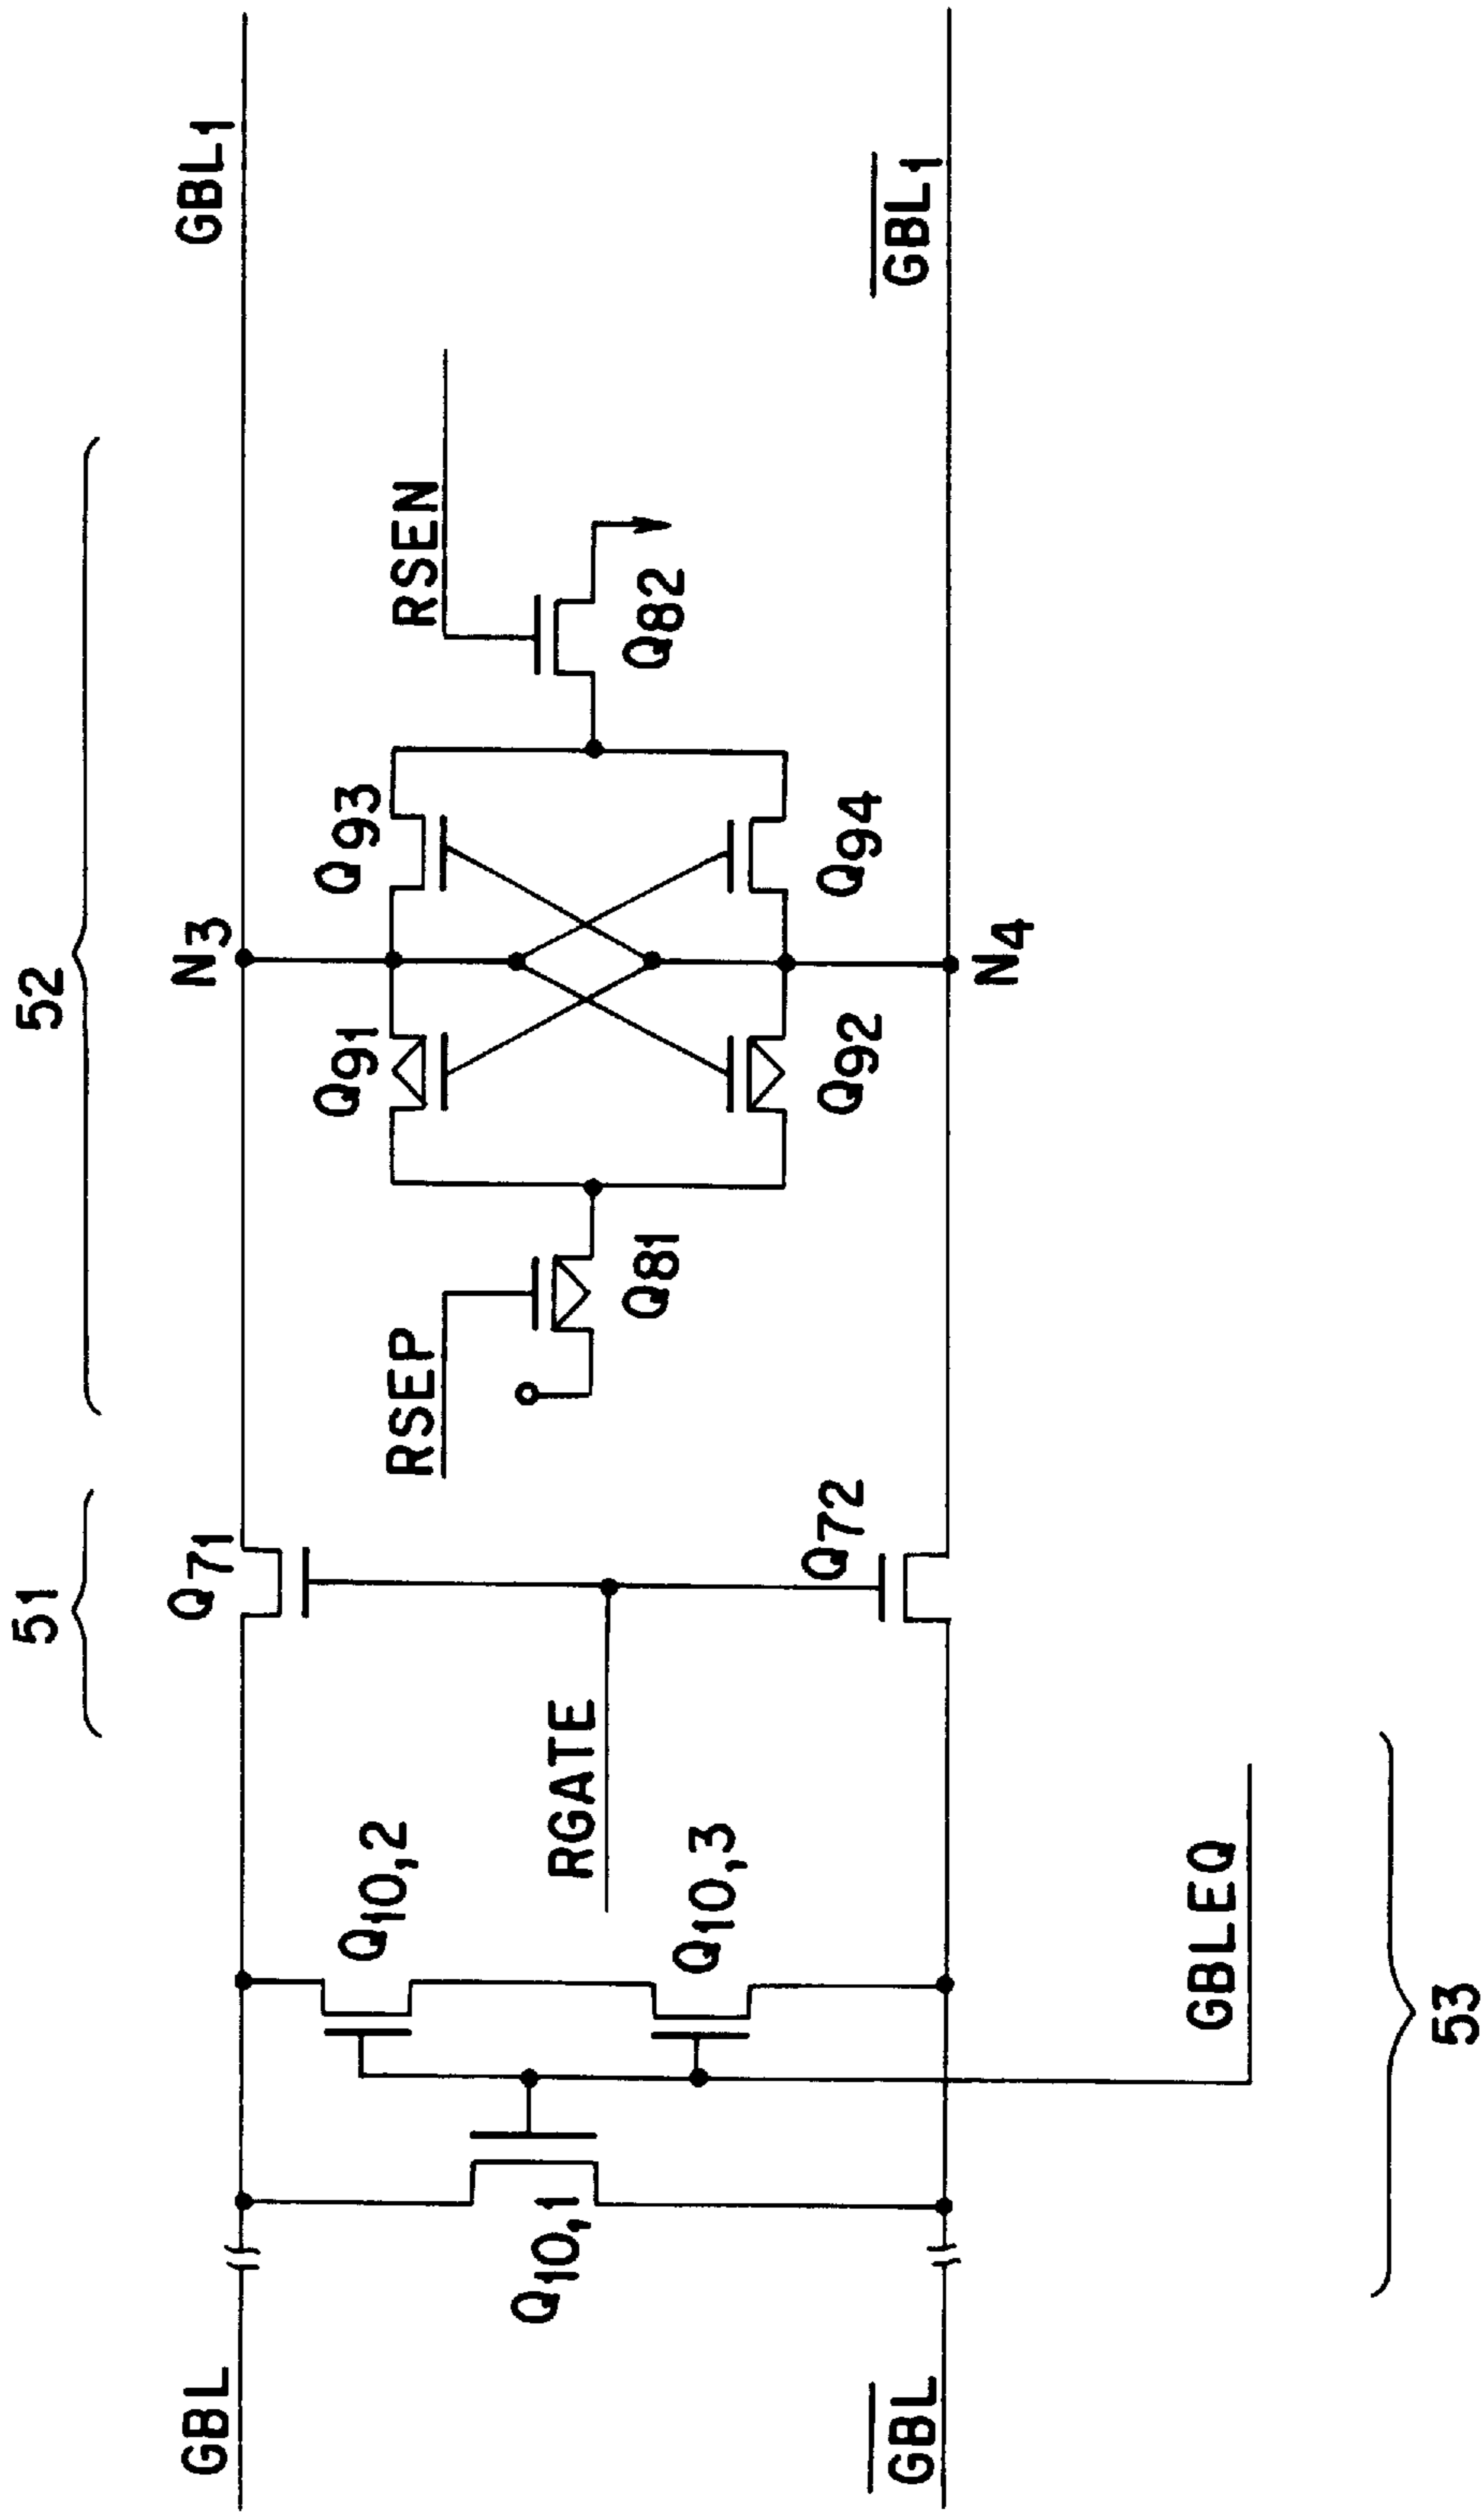 51
52
GBL
Q71
N3
GBL1
Q10,2
RSEP
Q91
Q93
RSEN
Q10,1
RGATE
Q81
Q82
Q10,3
Q72
Q92
Q94
GBL
N4
GBL1
GBLEQ
53